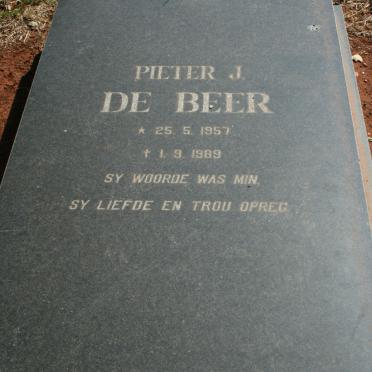 PIETER J.
DE BEER
★ 25. 5. 1957
† 1. 9. 1989
SY WOORDE WAS MIN,
SY LIEFDE EN TROU OPREG